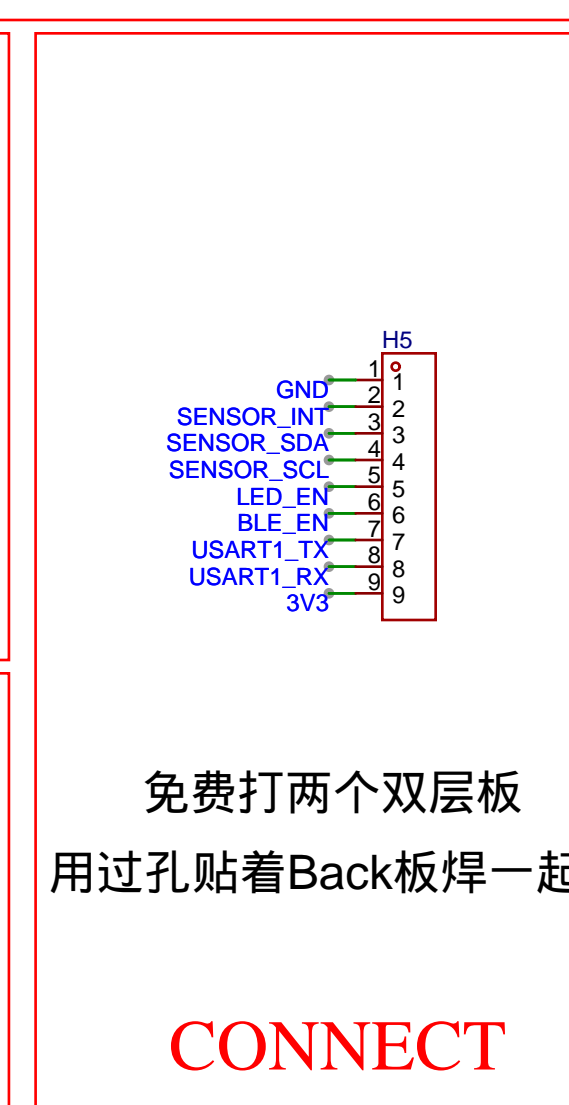 H5
1 1
GND
2 2
SENSOR_INT
3 3
SENSOR_SDA
4 4
SENSOR_SCL
5 5
LED_EN
6 6
BLE_EN
7 7
USART1_TX
8 8
USART1_RX
9 9
3V3
免费打两个双层板
用过孔贴着Back板焊一起
CONNECT